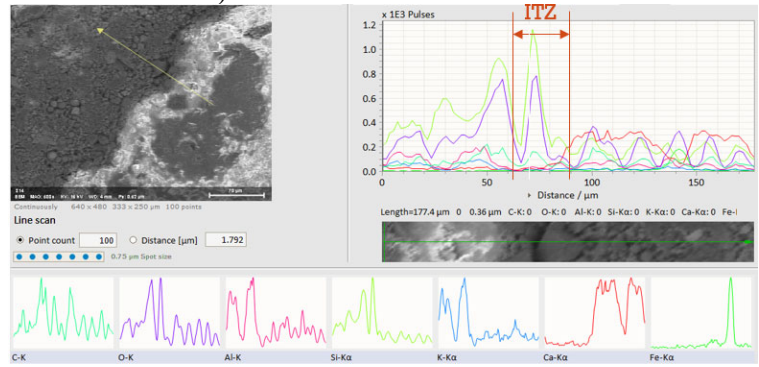 ITZ
x 1E3 Pulses
1.2
1.0
0.8
0.6
0.4
0.2
0.0
0
50
100
150
Distance / µm
Continuously 640 x 480 333 x 250 µm 100 points
Line scan
Point count 100 Distance [µm] 1.792
0.75 µm Spot size
Length=177.4 µm 0 0.36 µm C-K: 0 O-K: 0 Al-K: 0 Si-Kα: 0 K-Kα: 0 Ca-Kα: 0 Fe-
C-K
O-K
Al-K
Si-Kα
K-Kα
Ca-Kα
Fe-Kα